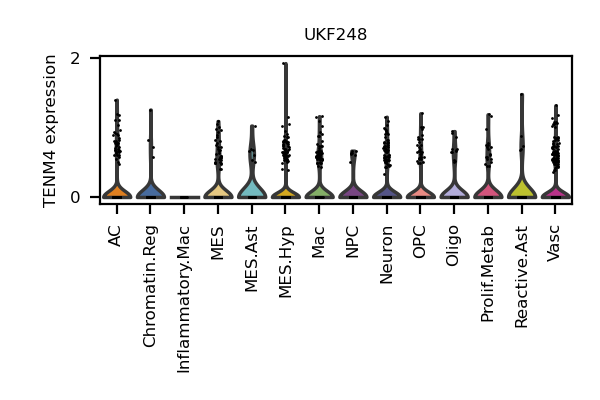 UKF248
TENM4 expression
2
0
AC
Chromatin.Reg
Inflammatory.Mac
MES
MES.Ast
MES.Hyp
Mac
NPC
Neuron
OPC
Oligo
Prolif.Metab
Reactive.Ast
Vasc